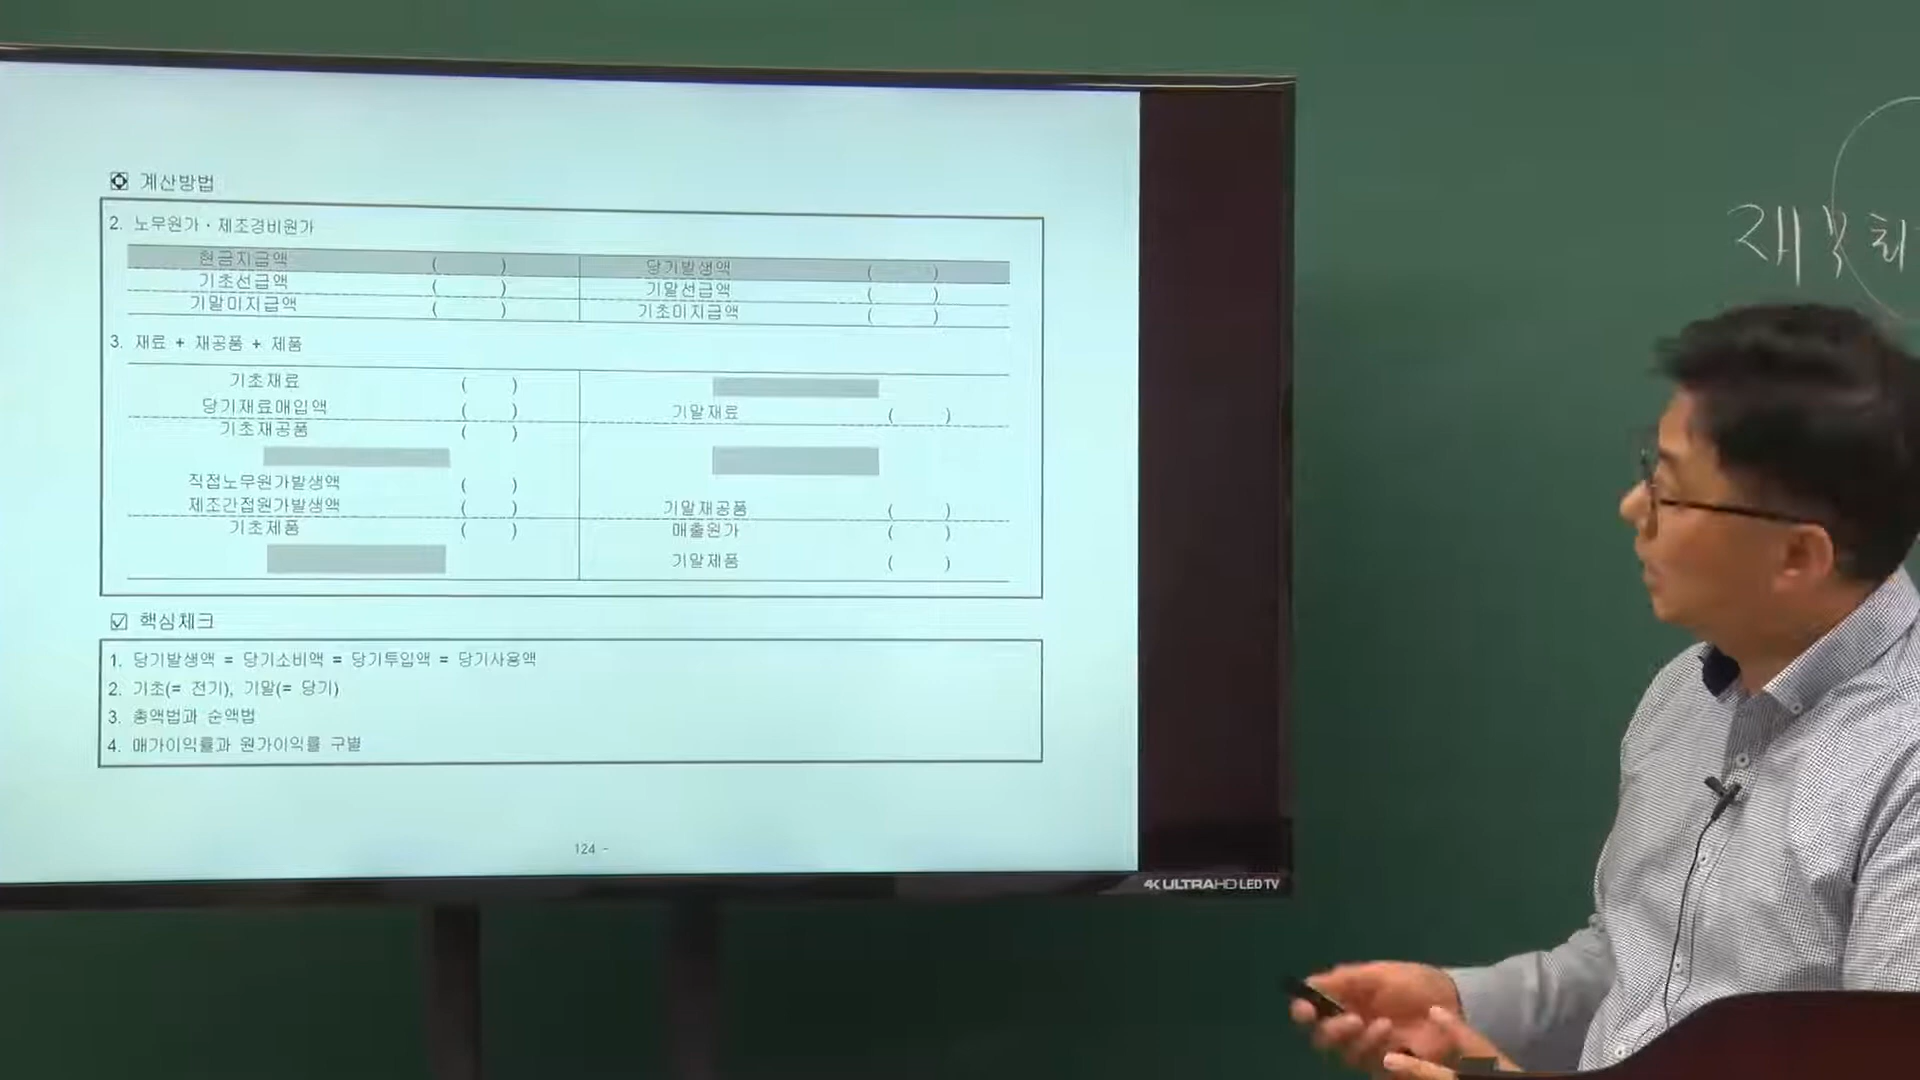 계산방법
2. 노무원가 · 제조경비원가
현금지급액 ( ) 당기발생액 ( )
기초선급액 ( ) 기말선급액 ( )
기말미지급액 ( ) 기초미지급액 ( )
3. 재료 + 재공품 + 제품
기초재료 ( )
당기재료매입액 ( ) 기말재료 ( )
기초재공품 ( )
직접노무원가발생액 ( )
제조간접원가발생액 ( ) 기말재공품 ( )
기초제품 ( ) 매출원가 ( )
기말제품 ( )
핵심체크
1. 당기발생액 = 당기소비액 = 당기투입액 = 당기사용액
2. 기초(= 전기), 기말(= 당기)
3. 총액법과 순액법
4. 매가이익률과 원가이익률 구별
124 -
4K ULTRA HD LED TV